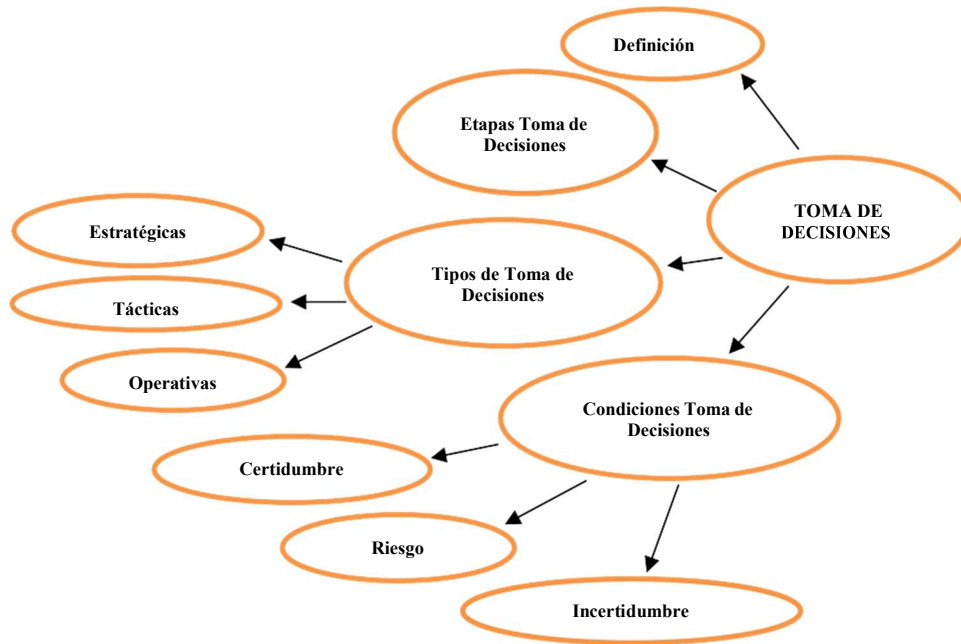 Definición
Etapas Toma de
Decisiones
TOMA DE
DECISIONES
Estratégicas
Tipos de Toma de
Decisiones
Tácticas
Operativas
Condiciones Toma de
Decisiones
Certidumbre
Riesgo
Incertidumbre